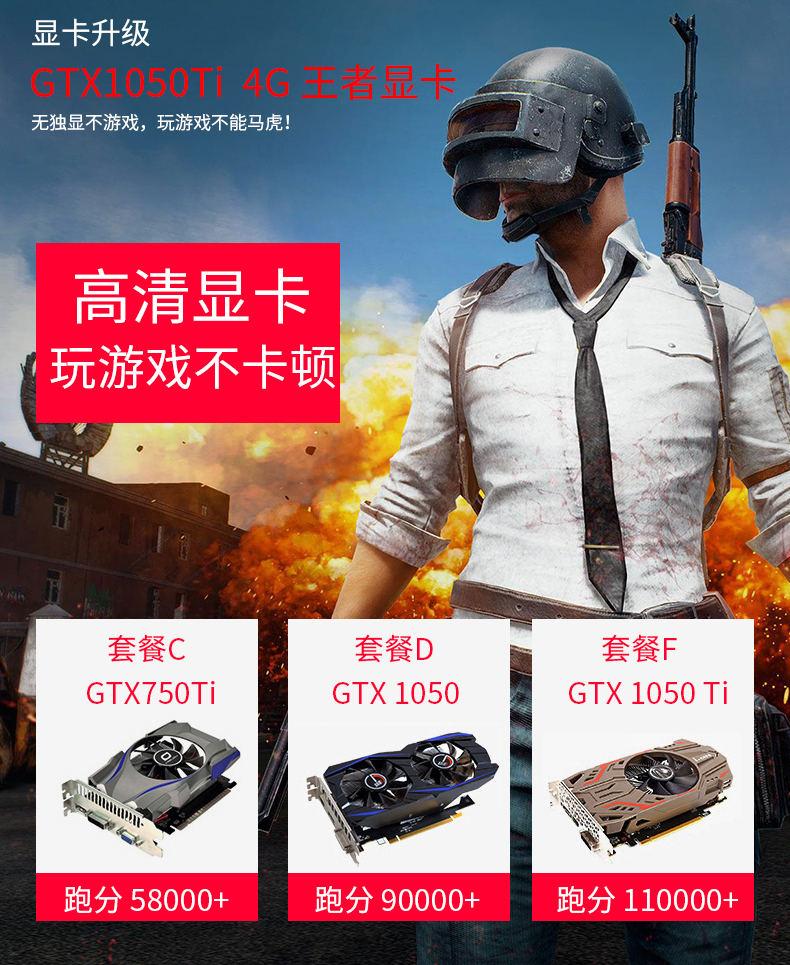 显卡升级
GTX1050Ti 4G 王者显卡
无独显不游戏，玩游戏不能马虎！
高清显卡
玩游戏不卡顿
套餐C
GTX750Ti
跑分 58000+
套餐D
GTX 1050
跑分 90000+
套餐F
GTX 1050 Ti
跑分 110000+